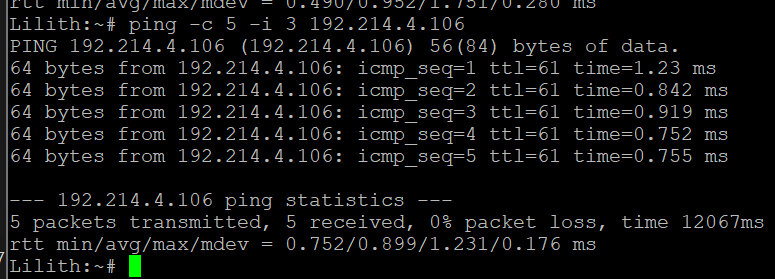 rtt min/avg/max/mdev = 0.490/0.952/1.751/0.280 ms
Lilith:~# ping -c 5 -i 3 192.214.4.106
PING 192.214.4.106 (192.214.4.106) 56(84) bytes of data.
64 bytes from 192.214.4.106: icmp_seq=1 ttl=61 time=1.23 ms
64 bytes from 192.214.4.106: icmp_seq=2 ttl=61 time=0.842 ms
64 bytes from 192.214.4.106: icmp_seq=3 ttl=61 time=0.919 ms
64 bytes from 192.214.4.106: icmp_seq=4 ttl=61 time=0.752 ms
64 bytes from 192.214.4.106: icmp_seq=5 ttl=61 time=0.755 ms
--- 192.214.4.106 ping statistics ---
5 packets transmitted, 5 received, 0% packet loss, time 12067ms
rtt min/avg/max/mdev = 0.752/0.899/1.231/0.176 ms
Lilith:~#